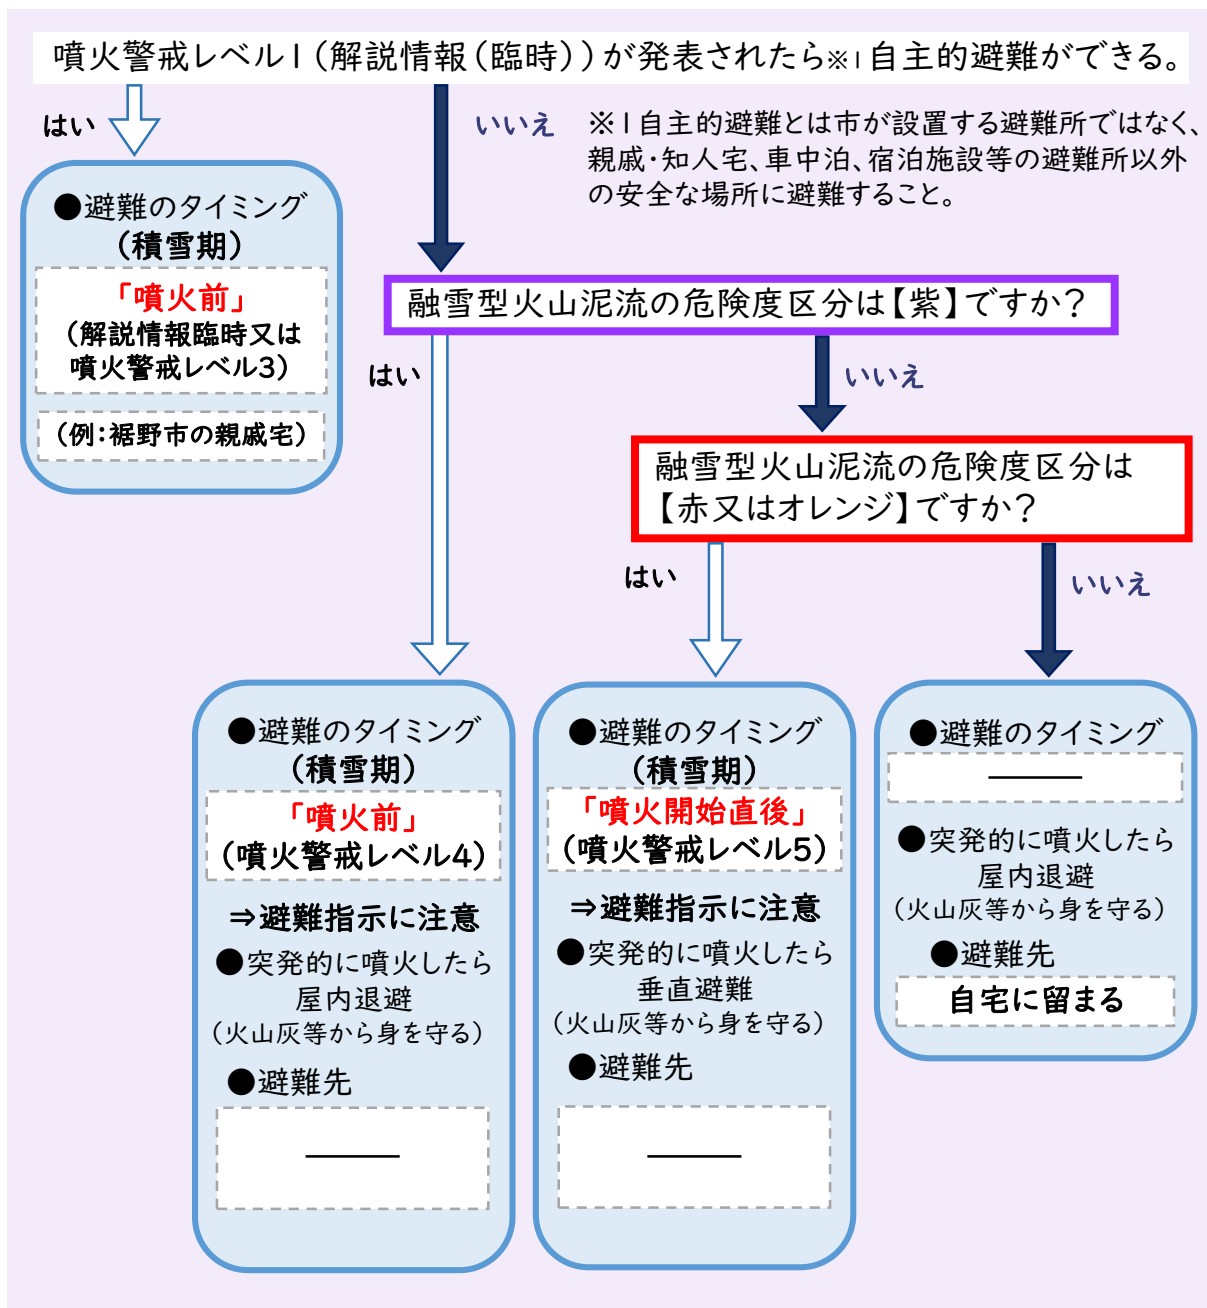 噴火警戒レベル1（解説情報（臨時））が発表されたら※1自主的避難ができる。
はい
いいえ
※1自主的避難とは市が設置する避難所ではなく、
親戚・知人宅、車中泊、宿泊施設等の避難所以外
の安全な場所に避難すること。
●避難のタイミング
（積雪期）
「噴火前」
（解説情報臨時又は
噴火警戒レベル3）
（例：裾野市の親戚宅）
融雪型火山泥流の危険度区分は【紫】ですか？
はい
いいえ
融雪型火山泥流の危険度区分は
【赤又はオレンジ】ですか？
はい
いいえ
●避難のタイミング
（積雪期）
「噴火前」
（噴火警戒レベル4）
⇒避難指示に注意
●突発的に噴火したら
屋内退避
（火山灰等から身を守る）
●避難先
―――
●避難のタイミング
（積雪期）
「噴火開始直後」
（噴火警戒レベル5）
⇒避難指示に注意
●突発的に噴火したら
垂直避難
（火山灰等から身を守る）
●避難先
―――
●避難のタイミング
―――
●突発的に噴火したら
屋内退避
（火山灰等から身を守る）
●避難先
自宅に留まる